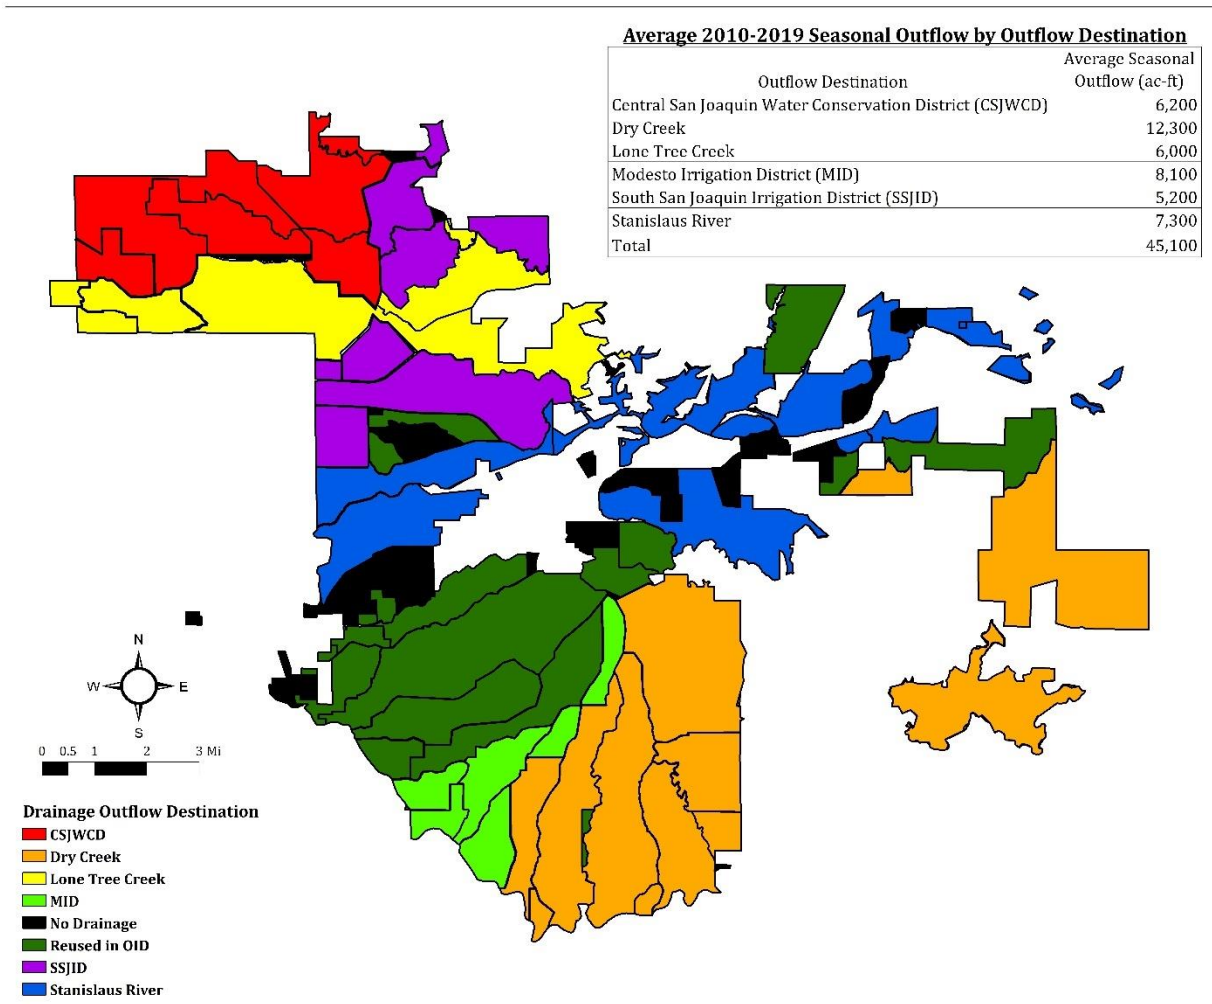 Average 2010-2019 Seasonal Outflow by Outflow Destination
Average Seasonal
Outflow Destination Outflow (ac-ft)
Central San Joaquin Water Conservation District (CSJWCD) 6,200
Dry Creek 12,300
Lone Tree Creek 6,000
Modesto Irrigation District (MID) 8,100
South San Joaquin Irrigation District (SSJID) 5,200
Stanislaus River 7,300
Total 45,100
N
W E
S
0 0.5 1 2 3 Mi
Drainage Outflow Destination
CSJWCD
Dry Creek
Lone Tree Creek
MID
No Drainage
Reused in OID
SSJID
Stanislaus River